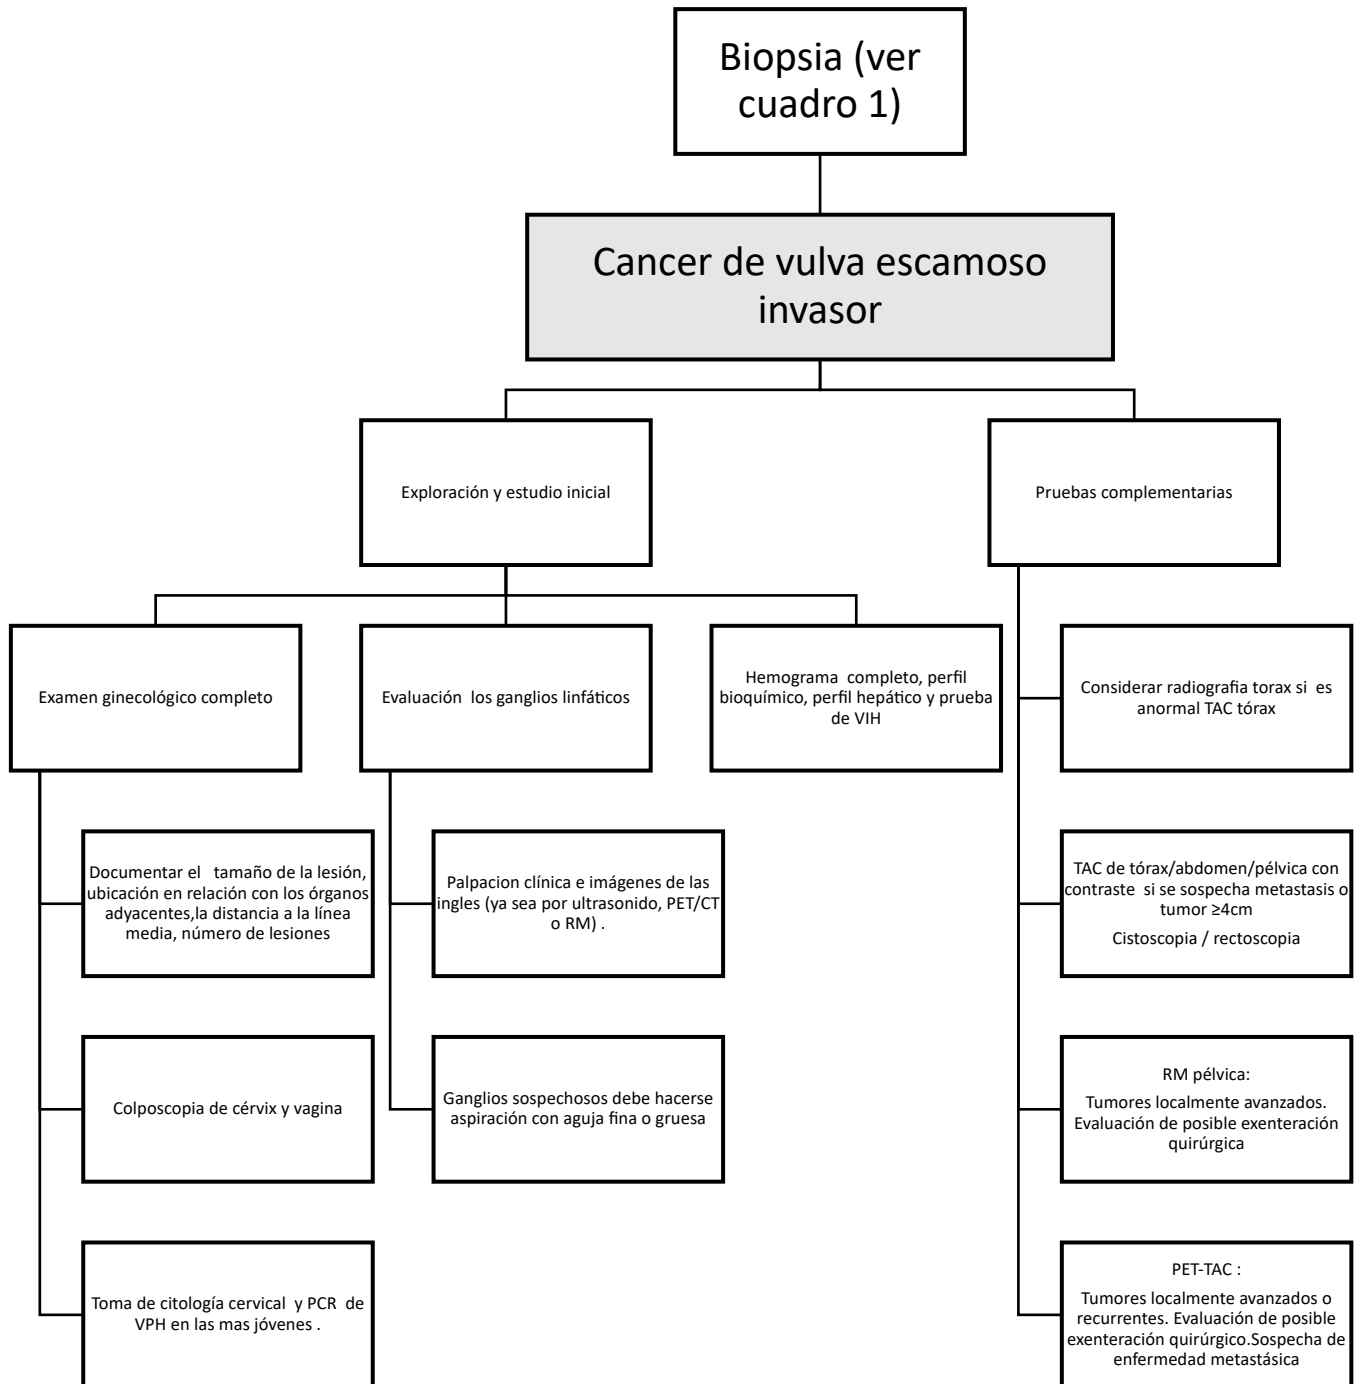 Biopsia (ver
cuadro 1)
Cancer de vulva escamoso
invasor
Exploración y estudio inicial
Pruebas complementarias
Examen ginecológico completo
Evaluación los ganglios linfáticos
Hemograma completo, perfil
bioquímico, perfil hepático y prueba
de VIH
Considerar radiografia torax si es
anormal TAC tórax
Documentar el tamaño de la lesión,
ubicación en relación con los órganos
adyacentes,la distancia a la línea
media, número de lesiones
Palpacion clínica e imágenes de las
ingles (ya sea por ultrasonido, PET/CT
o RM) .
TAC de tórax/abdomen/pélvica con
contraste si se sospecha metastasis o
tumor ≥4cm
Cistoscopia / rectoscopia
Colposcopia de cérvix y vagina
Ganglios sospechosos debe hacerse
aspiración con aguja fina o gruesa
RM pélvica:
Tumores localmente avanzados.
Evaluación de posible exenteración
quirúrgica
Toma de citología cervical y PCR de
VPH en las mas jóvenes .
PET-TAC :
Tumores localmente avanzados o
recurrentes. Evaluación de posible
exenteración quirúrgico.Sospecha de
enfermedad metastásica